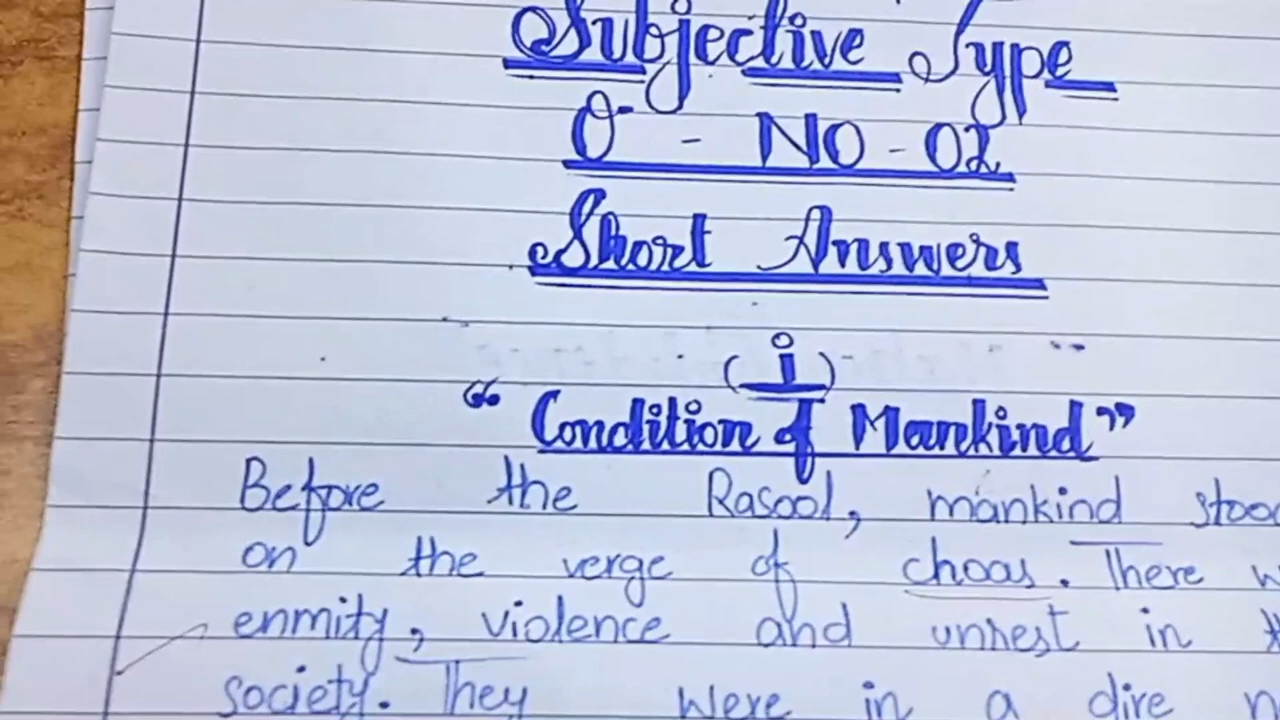 Subjective Type
Q - NO - 02
Short Answers
(i)
"Condition of Mankind"
Before the Rasool, mankind stood
on the verge of choas. There
enmity, violence and unrest in
society. They were in a dire